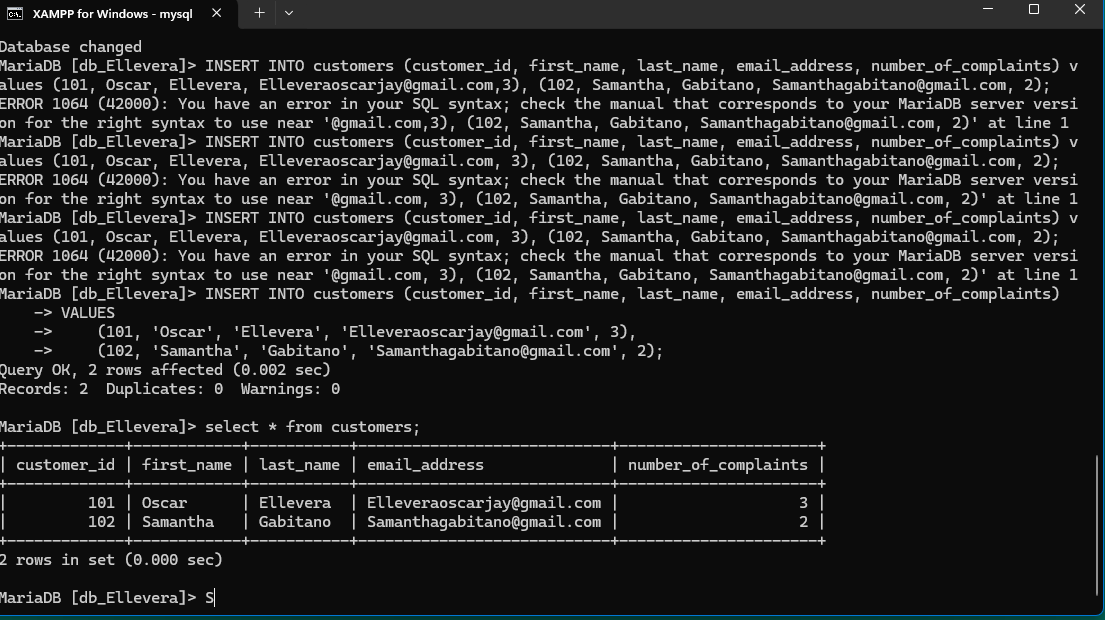 XAMPP for Windows - mysql
Database changed
MariaDB [db_Ellevera]> INSERT INTO customers (customer_id, first_name, last_name, email_address, number_of_complaints) v
alues (101, Oscar, Ellevera, Elleveraoscarjay@gmail.com,3), (102, Samantha, Gabitano, Samanthagabitano@gmail.com, 2);
ERROR 1064 (42000): You have an error in your SQL syntax; check the manual that corresponds to your MariaDB server versi
on for the right syntax to use near '@gmail.com,3), (102, Samantha, Gabitano, Samanthagabitano@gmail.com, 2)' at line 1
MariaDB [db_Ellevera]> INSERT INTO customers (customer_id, first_name, last_name, email_address, number_of_complaints) v
alues (101, Oscar, Ellevera, Elleveraoscarjay@gmail.com, 3), (102, Samantha, Gabitano, Samanthagabitano@gmail.com, 2);
ERROR 1064 (42000): You have an error in your SQL syntax; check the manual that corresponds to your MariaDB server versi
on for the right syntax to use near '@gmail.com, 3), (102, Samantha, Gabitano, Samanthagabitano@gmail.com, 2)' at line 1
MariaDB [db_Ellevera]> INSERT INTO customers (customer_id, first_name, last_name, email_address, number_of_complaints) v
alues (101, Oscar, Ellevera, Elleveraoscarjay@gmail.com, 3), (102, Samantha, Gabitano, Samanthagabitano@gmail.com, 2);
ERROR 1064 (42000): You have an error in your SQL syntax; check the manual that corresponds to your MariaDB server versi
on for the right syntax to use near '@gmail.com, 3), (102, Samantha, Gabitano, Samanthagabitano@gmail.com, 2)' at line 1
MariaDB [db_Ellevera]> INSERT INTO customers (customer_id, first_name, last_name, email_address, number_of_complaints)
    -> VALUES
    ->     (101, 'Oscar', 'Ellevera', 'Elleveraoscarjay@gmail.com', 3),
    ->     (102, 'Samantha', 'Gabitano', 'Samanthagabitano@gmail.com', 2);
Query OK, 2 rows affected (0.002 sec)
Records: 2  Duplicates: 0  Warnings: 0

MariaDB [db_Ellevera]> select * from customers;
+-------------+------------+-----------+----------------------------+----------------------+
| customer_id | first_name | last_name | email_address              | number_of_complaints |
+-------------+------------+-----------+----------------------------+----------------------+
|         101 | Oscar      | Ellevera  | Elleveraoscarjay@gmail.com |                    3 |
|         102 | Samantha   | Gabitano  | Samanthagabitano@gmail.com |                    2 |
+-------------+------------+-----------+----------------------------+----------------------+
2 rows in set (0.000 sec)

MariaDB [db_Ellevera]> S